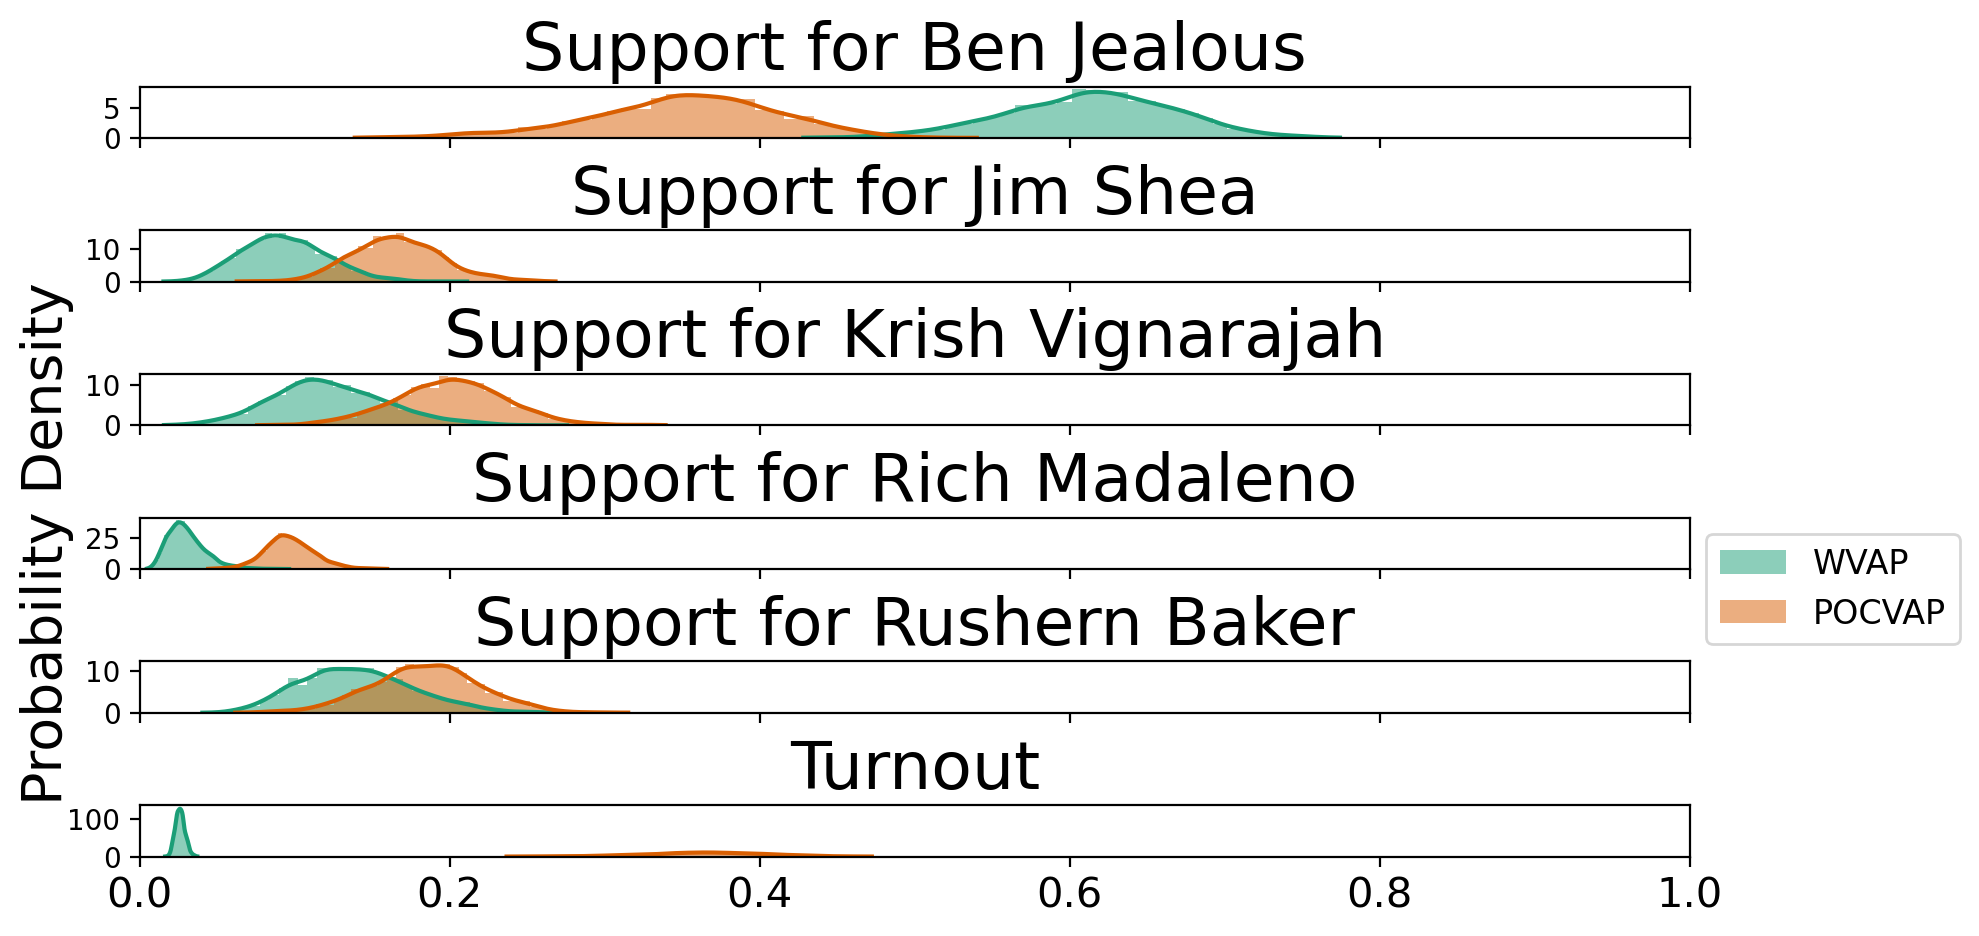 Support for Ben Jealous
5
0
Support for Jim Shea
10
0
Support for Krish Vignarajah
10
0
Support for Rich Madaleno
25
0
Support for Rushern Baker
10
0
Turnout
100
0
0.0 0.2 0.4 0.6 0.8 1.0
Probability Density
WVAP
POCVAP